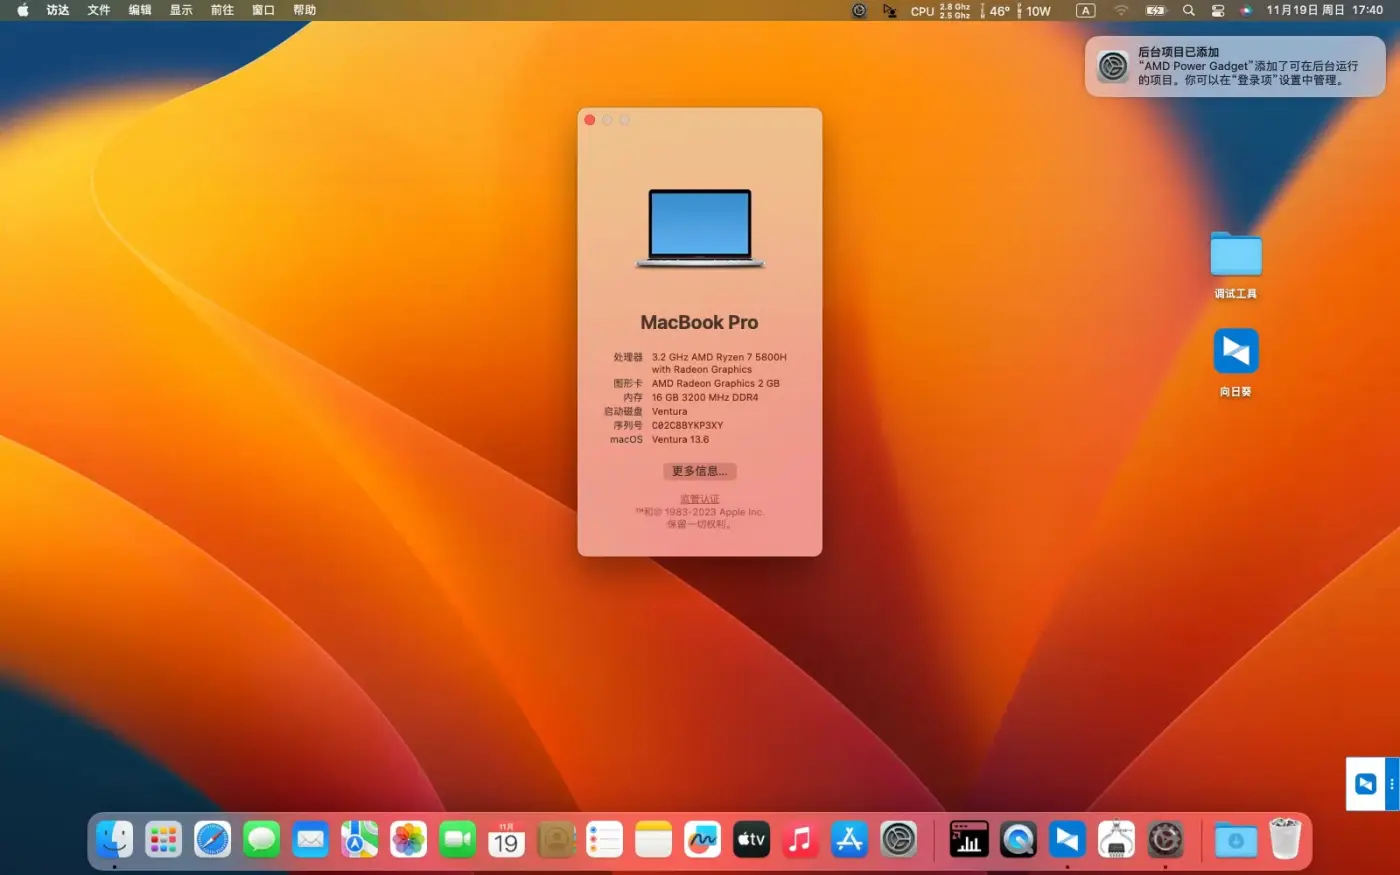 访达 文件 编辑 显示 前往 窗口 帮助
CPU 2.8 Ghz 2.5 Ghz 46° 10W A 11月19日 周日 17:40
后台项目已添加
“AMD Power Gadget”添加了可在后台运行
的项目。你可以在“登录项”设置中管理。
MacBook Pro
处理器 3.2 GHz AMD Ryzen 7 5800H
with Radeon Graphics
图形卡 AMD Radeon Graphics 2 GB
内存 16 GB 3200 MHz DDR4
启动磁盘 Ventura
序列号 C02C8BYKP3XY
macOS Ventura 13.6
更多信息...
监管认证
™和© 1983-2023 Apple Inc.
保留一切权利。
调试工具
向日葵
11月
19
tv